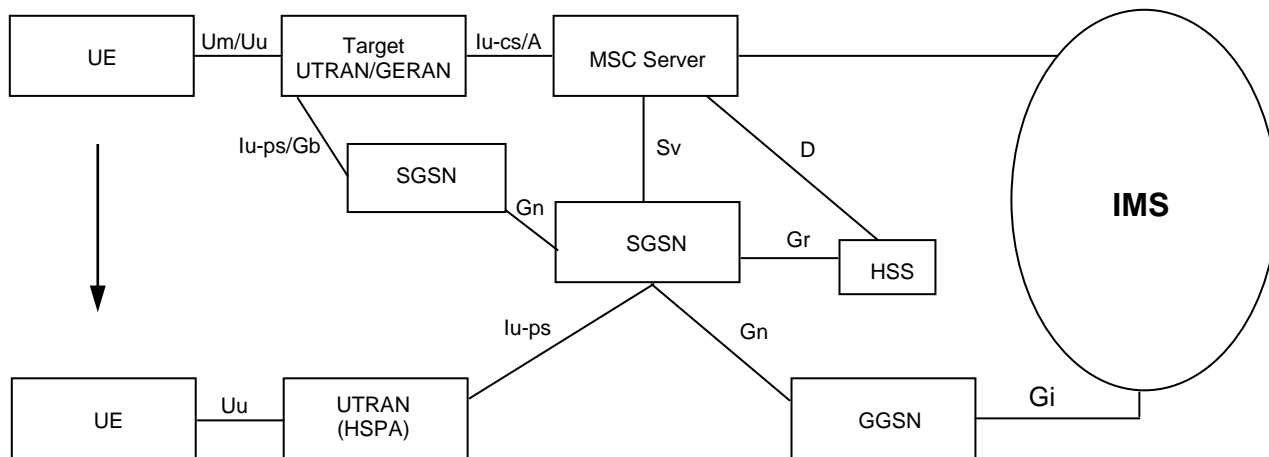 UE
Um/Uu
Target
UTRAN/GERAN
Iu-cs/A
MSC Server
Iu-ps/Gb
SGSN
Gn
Sv
D
IMS
SGSN
Gr
HSS
Iu-ps
Gn
UE
Uu
UTRAN
(HSPA)
GGSN
Gi